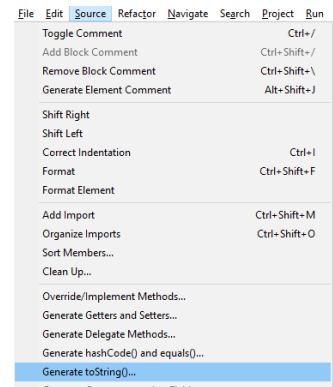 File Edit Source Refactor Navigate Search Project Run
Toggle Comment Ctrl+/
Add Block Comment Ctrl+Shift+/
Remove Block Comment Ctrl+Shift+\
Generate Element Comment Alt+Shift+J
Shift Right
Shift Left
Correct Indentation Ctrl+I
Format Ctrl+Shift+F
Format Element
Add Import Ctrl+Shift+M
Organize Imports Ctrl+Shift+O
Sort Members...
Clean Up...
Override/Implement Methods...
Generate Getters and Setters...
Generate Delegate Methods...
Generate hashCode() and equals()...
Generate toString()...